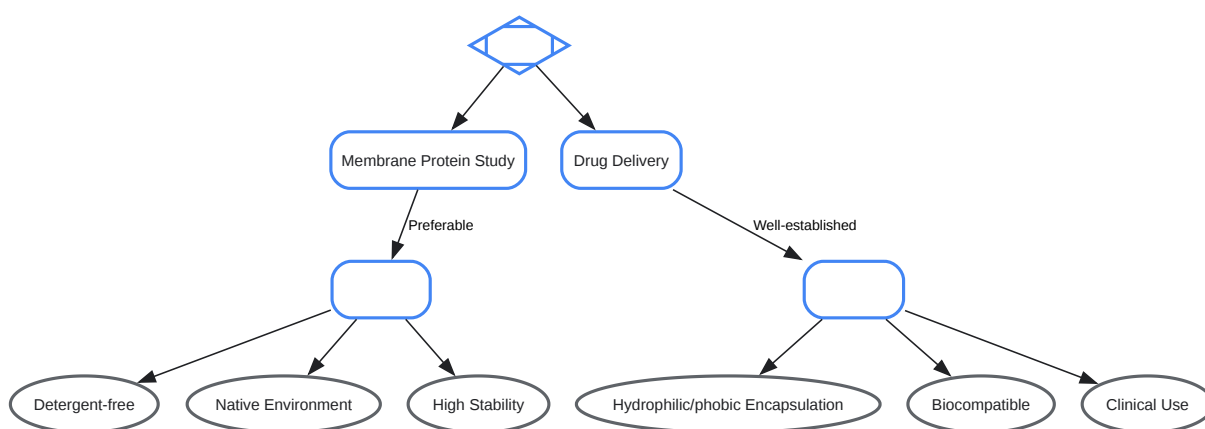 Membrane Protein Study
Drug Delivery
Preferable
Well-established
Detergent-free
Native Environment
High Stability
Hydrophilic/phobic Encapsulation
Biocompatible
Clinical Use